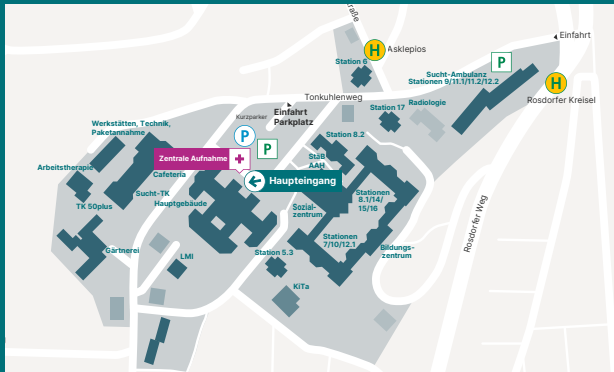 straße
H
Asklepios
Einfahrt
Station 6
P
Sucht-Ambulanz
Stationen 9/11.1/11.2/12.2
H
Rosdorfer Kreisel
Tonkuhlenweg
Radiologie
Station 17
Kurzparker
Einfahrt
Parkplatz
Werkstätten, Technik,
Paketannahme
P
P
Station 8.2
Zentrale Aufnahme
StäB
AAH
Arbeitstherapie
Cafeteria
Haupteingang
Sucht-TK
TK 50plus
Hauptgebäude
Sozial-
zentrum
Stationen
8.1/14/
15/16
Rosdorfer Weg
Stationen
7/10/12.1
Bildungs-
zentrum
Gärtnerei
LMI
Station 5.3
KiTa